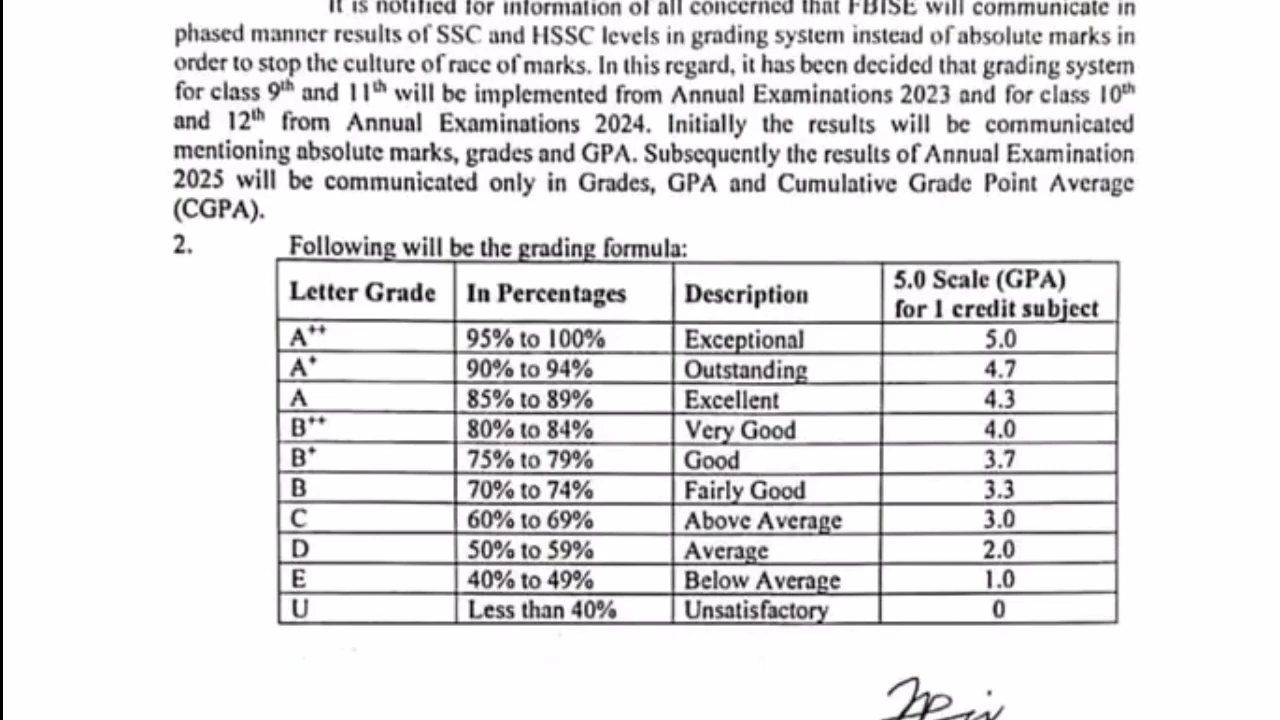 It is notified for information of all concerned that FBISE will communicate in
phased manner results of SSC and HSSC levels in grading system instead of absolute marks in
order to stop the culture of race of marks. In this regard, it has been decided that grading system
for class 9th and 11th will be implemented from Annual Examinations 2023 and for class 10th
and 12th from Annual Examinations 2024. Initially the results will be communicated
mentioning absolute marks, grades and GPA. Subsequently the results of Annual Examination
2025 will be communicated only in Grades, GPA and Cumulative Grade Point Average
(CGPA).
2. Following will be the grading formula:
Letter Grade In Percentages Description 5.0 Scale (GPA)
for 1 credit subject
A++ 95% to 100% Exceptional 5.0
A+ 90% to 94% Outstanding 4.7
A 85% to 89% Excellent 4.3
B++ 80% to 84% Very Good 4.0
B+ 75% to 79% Good 3.7
B 70% to 74% Fairly Good 3.3
C 60% to 69% Above Average 3.0
D 50% to 59% Average 2.0
E 40% to 49% Below Average 1.0
U Less than 40% Unsatisfactory 0